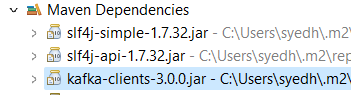 Maven Dependencies
slf4j-simple-1.7.32.jar - C:\Users\syedh\.m2\
slf4j-api-1.7.32.jar - C:\Users\syedh\.m2\rep
kafka-clients-3.0.0.jar - C:\Users\syedh\.m2\